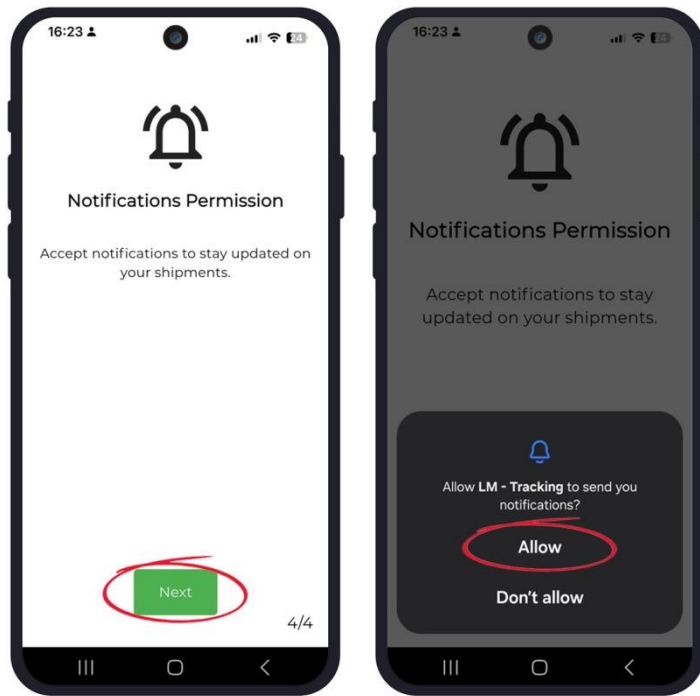 16:23
24
Notifications Permission
Accept notifications to stay updated on
your shipments.
Next
4/4
16:23
24
Notifications Permission
Accept notifications to stay
updated on your shipments.
Allow LM - Tracking to send you
notifications?
Allow
Don't allow